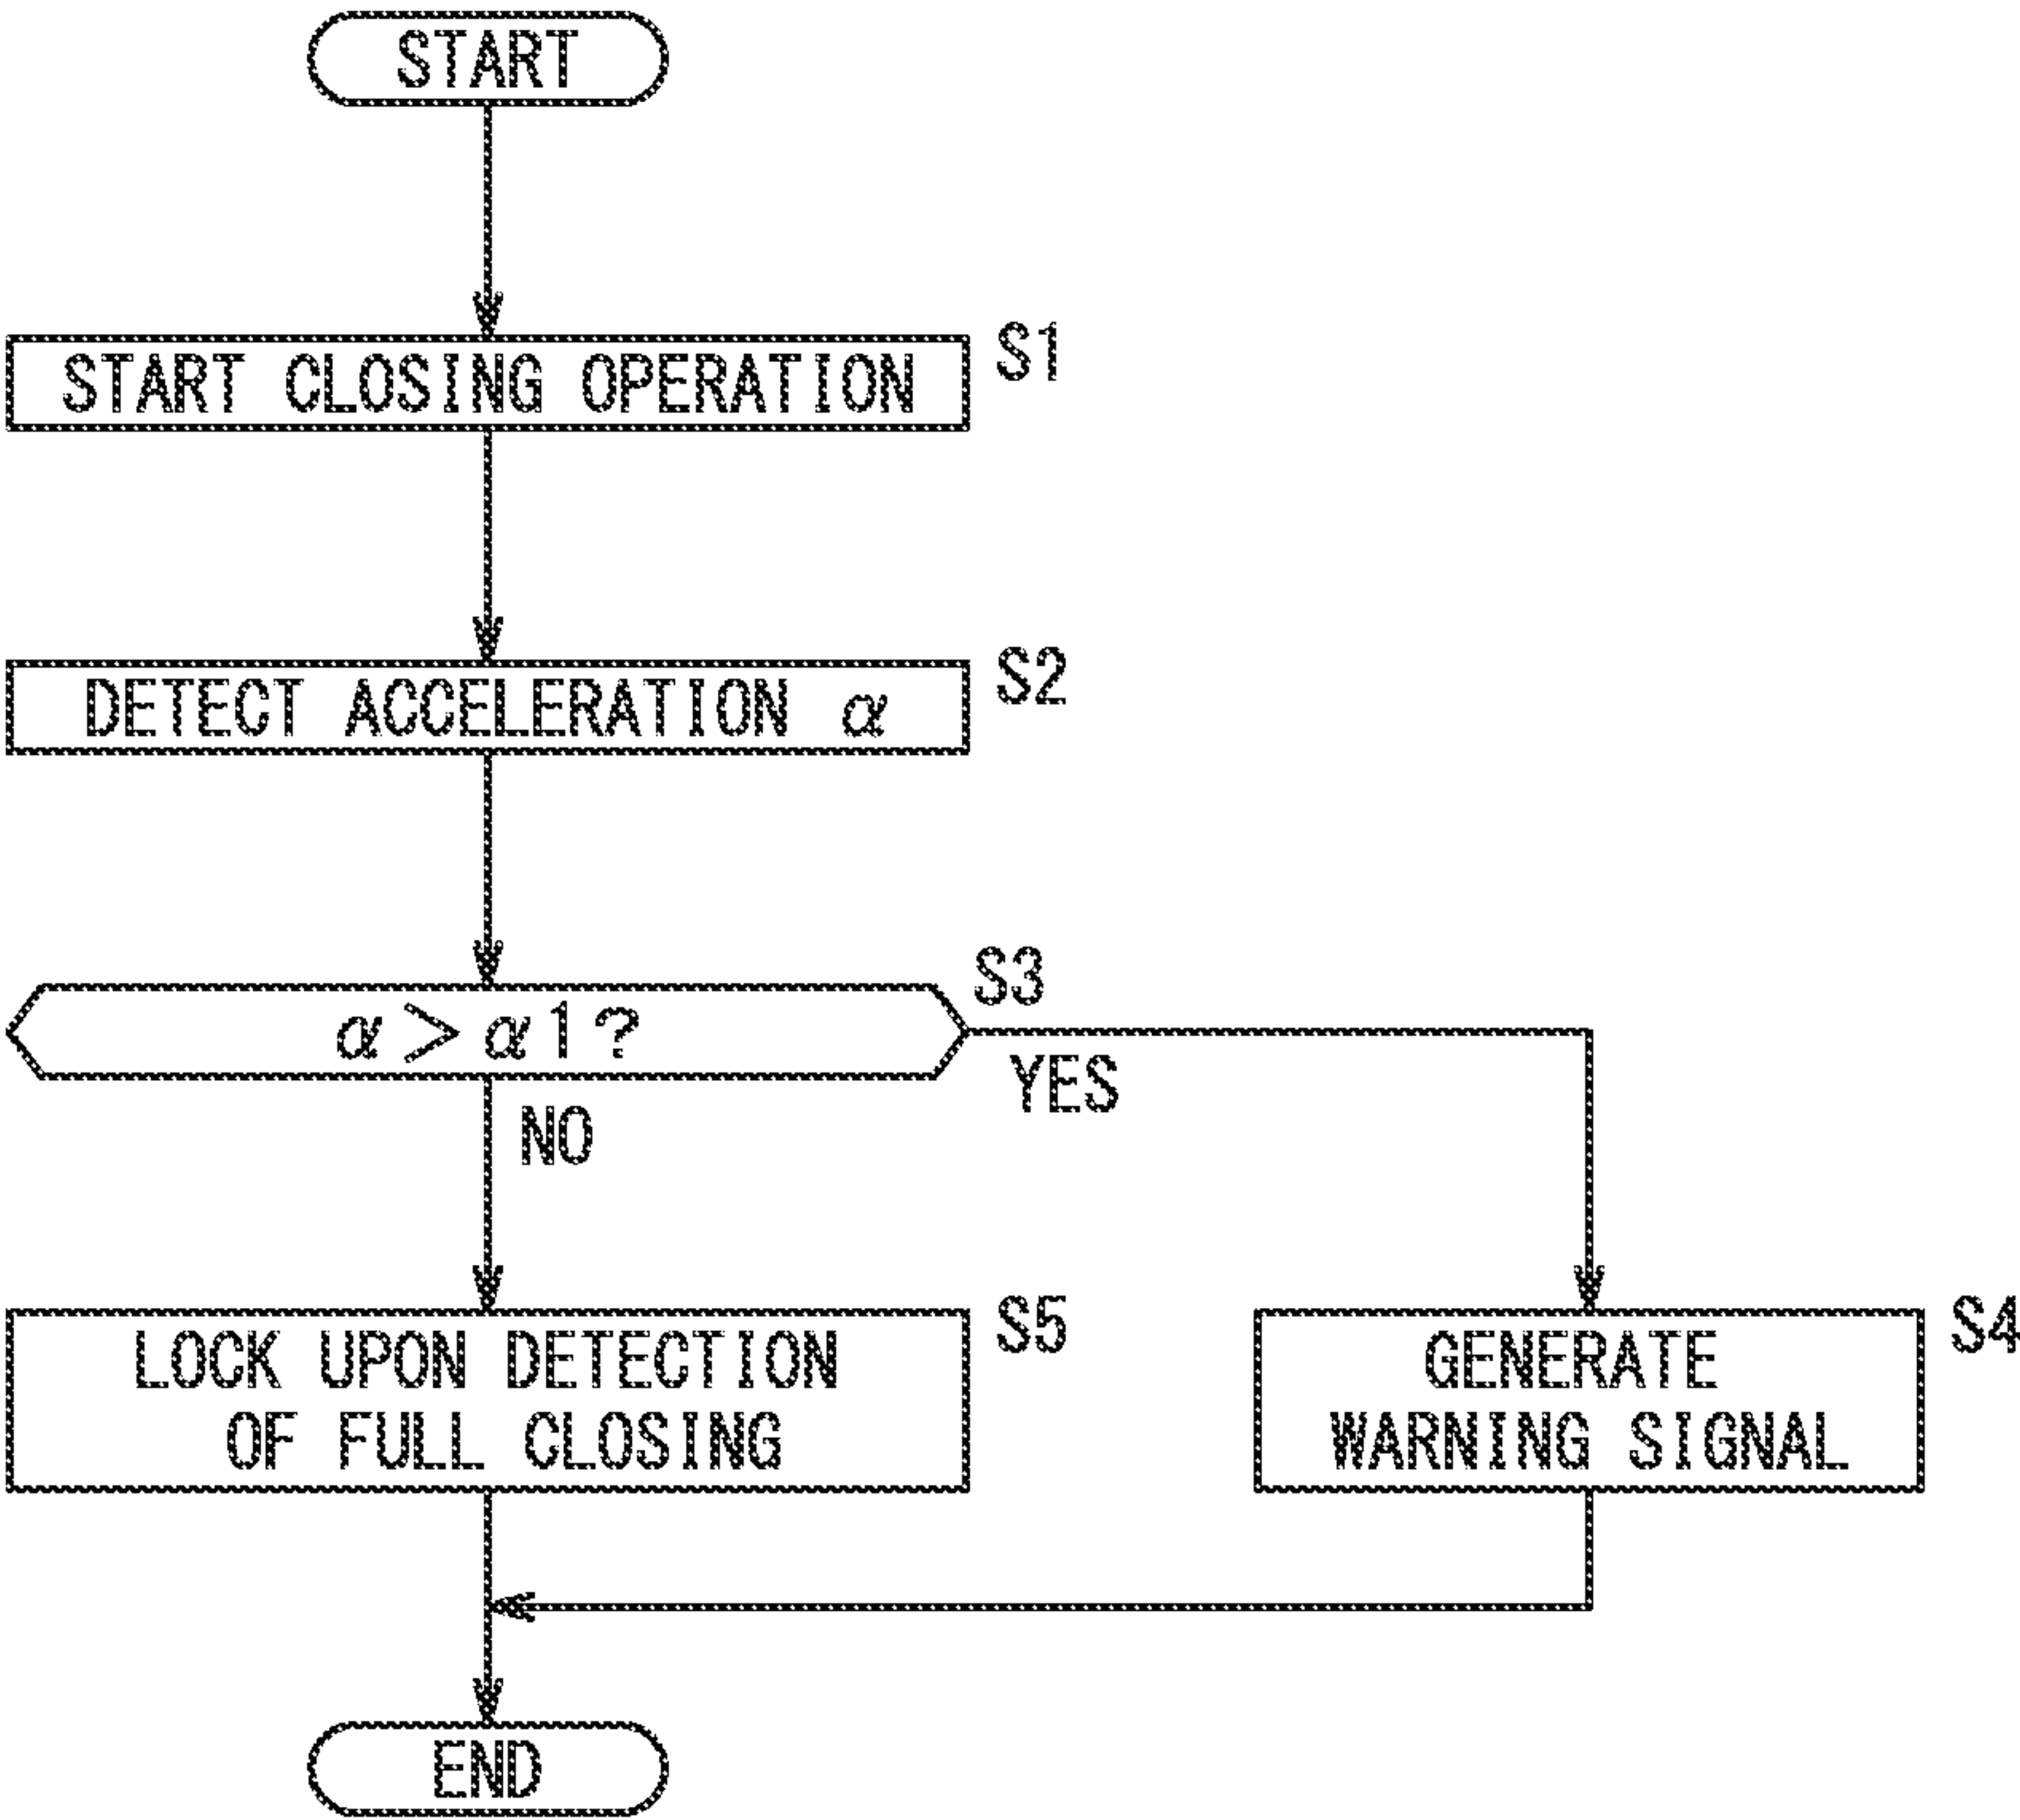 START
START CLOSING OPERATION
S1
DETECT ACCELERATION α
S2
α > α1?
S3
YES
NO
LOCK UPON DETECTION
OF FULL CLOSING
S5
GENERATE
WARNING SIGNAL
S4
END